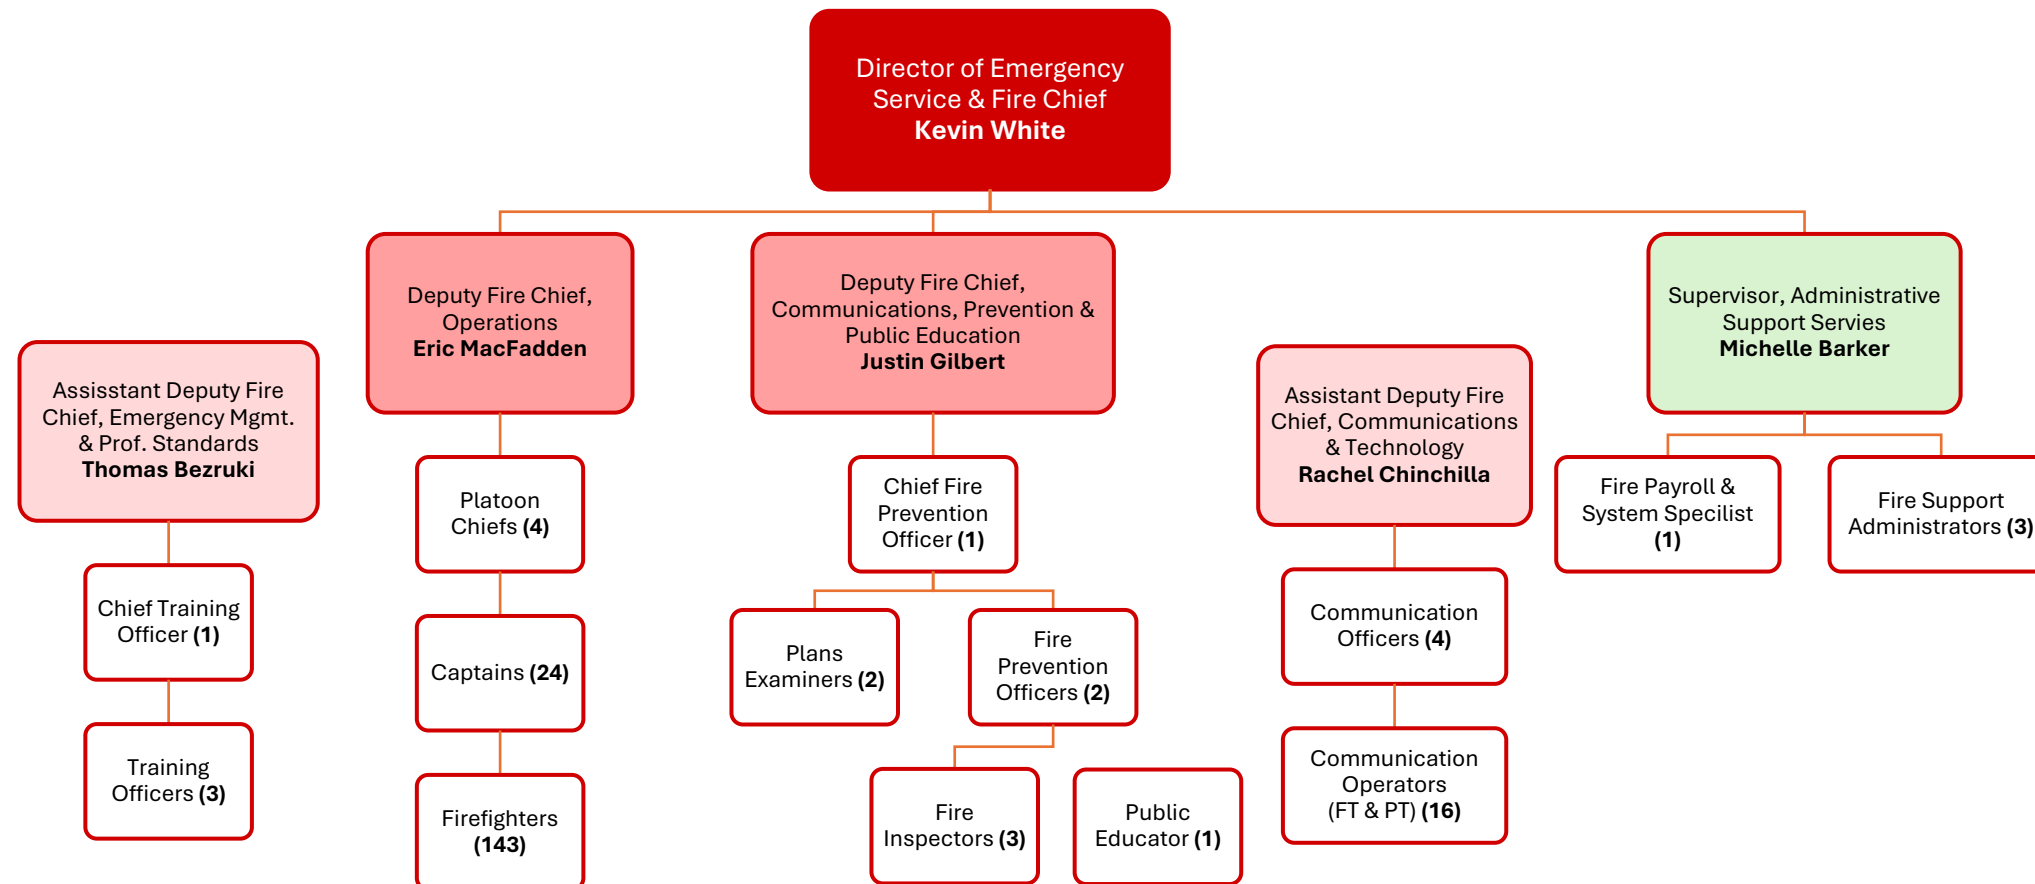 Director of Emergency
Service & Fire Chief
Kevin White
Deputy Fire Chief,
Operations
Eric MacFadden
Deputy Fire Chief,
Communications, Prevention &
Public Education
Justin Gilbert
Supervisor, Administrative
Support Servies
Michelle Barker
Assisstant Deputy Fire
Chief, Emergency Mgmt.
& Prof. Standards
Thomas Bezruki
Assistant Deputy Fire
Chief, Communications
& Technology
Rachel Chinchilla
Platoon
Chiefs (4)
Chief Fire
Prevention
Officer (1)
Fire Payroll &
System Specilist
(1)
Fire Support
Administrators (3)
Chief Training
Officer (1)
Captains (24)
Plans
Examiners (2)
Fire
Prevention
Officers (2)
Communication
Officers (4)
Training
Officers (3)
Firefighters
(143)
Fire
Inspectors (3)
Public
Educator (1)
Communication
Operators
(FT & PT) (16)